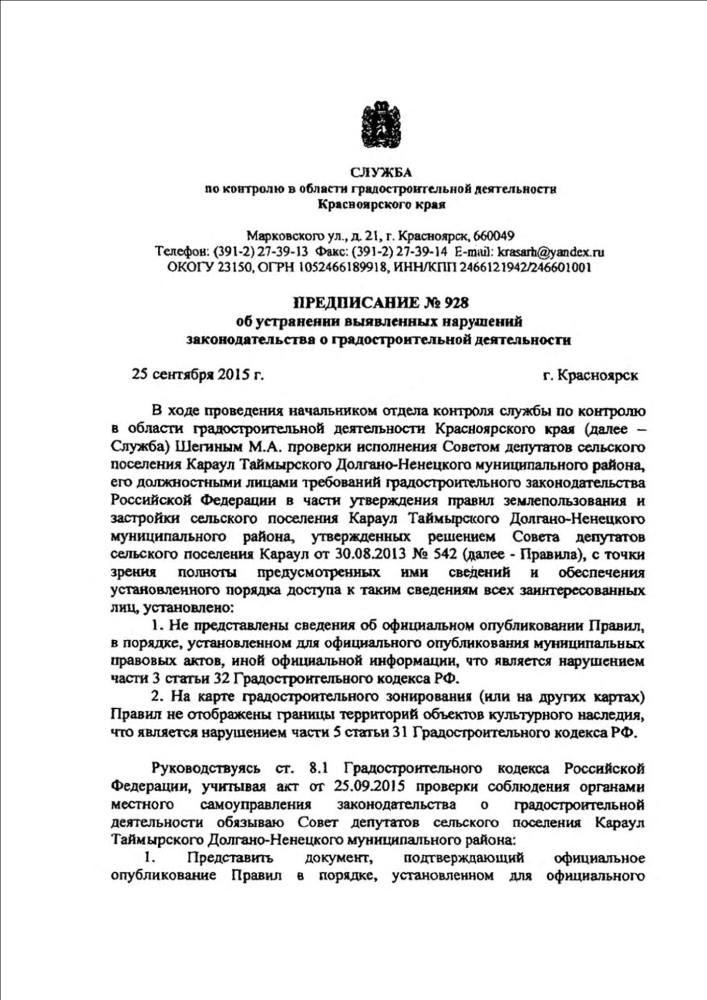 СЛУЖБА
по контролю в области градостроительной деятельности
Красноярского края
Марковского ул., д. 21, г. Красноярск, 660049
Телефон: (391-2) 27-39-13 Факс: (391-2) 27-39-14 E-mail: krasarh@yandex.ru
ОКОГУ 23150, ОГРН 1052466189918, ИНН/КПП 2466121942/246601001
ПРЕДПИСАНИЕ № 928
об устранении выявленных нарушений
законодательства о градостроительной деятельности
25 сентября 2015 г. г. Красноярск
В ходе проведения начальником отдела контроля службы по контролю
в области градостроительной деятельности Красноярского края (далее –
Служба) Шегиным М.А. проверки исполнения Советом депутатов сельского
поселения Караул Таймырского Долгано-Ненецкого муниципального района,
его должностными лицами требований градостроительного законодательства
Российской Федерации в части утверждения правил землепользования и
застройки сельского поселения Караул Таймырского Долгано-Ненецкого
муниципального района, утвержденных решением Совета депутатов
сельского поселения Караул от 30.08.2013 № 542 (далее - Правила), с точки
зрения полноты предусмотренных ими сведений и обеспечения
установленного порядка доступа к таким сведениям всех заинтересованных
лиц, установлено:
1. Не представлены сведения об официальном опубликовании Правил,
в порядке, установленном для официального опубликования муниципальных
правовых актов, иной официальной информации, что является нарушением
части 3 статьи 32 Градостроительного кодекса РФ.
2. На карте градостроительного зонирования (или на других картах)
Правил не отображены границы территорий объектов культурного наследия,
что является нарушением части 5 статьи 31 Градостроительного кодекса РФ.
Руководствуясь ст. 8.1 Градостроительного кодекса Российской
Федерации, учитывая акт от 25.09.2015 проверки соблюдения органами
местного самоуправления законодательства о градостроительной
деятельности обязываю Совет депутатов сельского поселения Караул
Таймырского Долгано-Ненецкого муниципального района:
1. Представить документ, подтверждающий официальное
опубликование Правил в порядке, установленном для официального